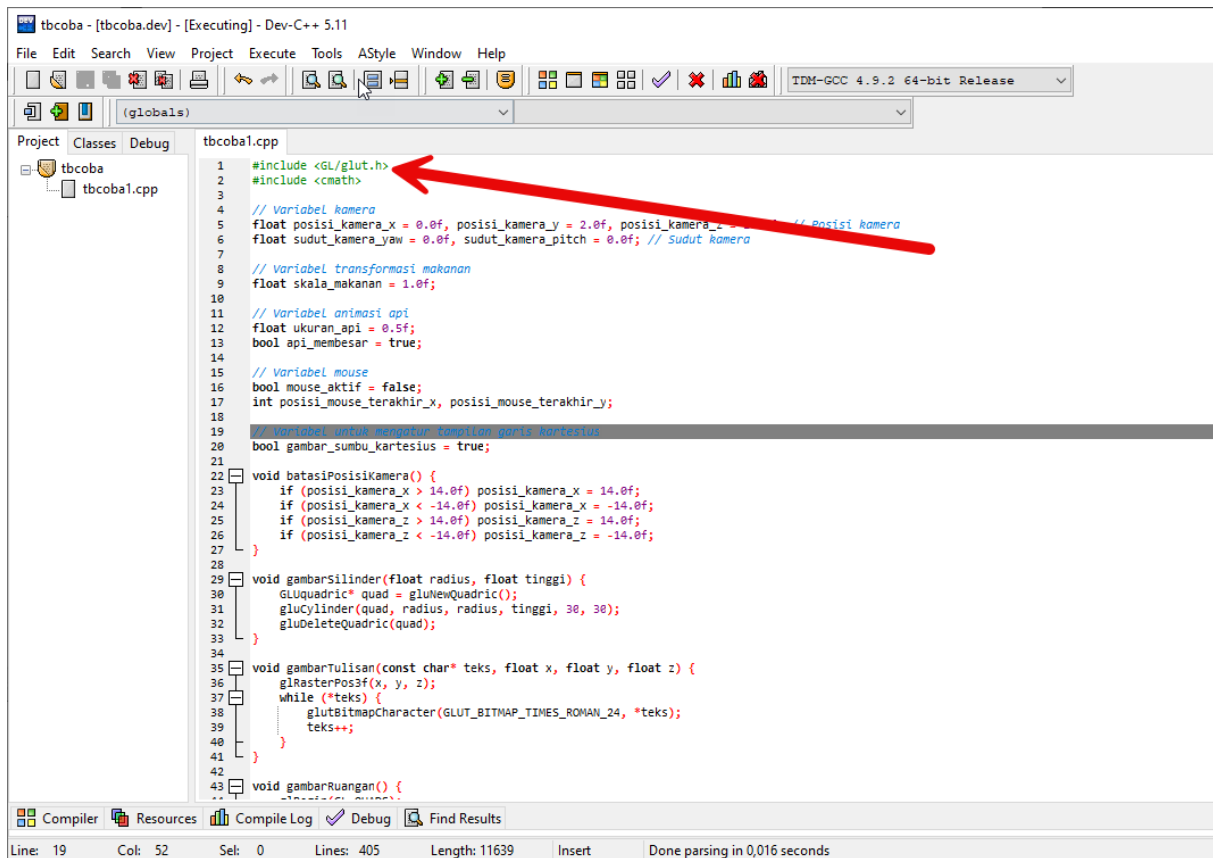 tbcoba - [tbcoba.dev] - [Executing] - Dev-C++ 5.11
File Edit Search View Project Execute Tools AStyle Window Help
TDM-GCC 4.9.2 64-bit Release
(globals)
Project Classes Debug tbcoba1.cpp
tbcoba
tbcoba1.cpp
1 #include <GL/glut.h>
2 #include <cmath>
3
4 // Variabel kamera
5 float posisi_kamera_x = 0.0f, posisi_kamera_y = 2.0f, posisi_kamera_z = // Posisi kamera
6 float sudut_kamera_yaw = 0.0f, sudut_kamera_pitch = 0.0f; // Sudut kamera
7
8 // Variabel transformasi makanan
9 float skala_makanan = 1.0f;
10
11 // Variabel animasi api
12 float ukuran_api = 0.5f;
13 bool api_membesar = true;
14
15 // Variabel mouse
16 bool mouse_aktif = false;
17 int posisi_mouse_terakhir_x, posisi_mouse_terakhir_y;
18
19 // Variabel untuk mengatur tampilan garis kartesius
20 bool gambar_sumbu_kartesius = true;
21
22 void batasiPosisiKamera() {
23 if (posisi_kamera_x > 14.0f) posisi_kamera_x = 14.0f;
24 if (posisi_kamera_x < -14.0f) posisi_kamera_x = -14.0f;
25 if (posisi_kamera_z > 14.0f) posisi_kamera_z = 14.0f;
26 if (posisi_kamera_z < -14.0f) posisi_kamera_z = -14.0f;
27 }
28
29 void gambarSilinder(float radius, float tinggi) {
30 GLUquadric* quad = gluNewQuadric();
31 gluCylinder(quad, radius, radius, tinggi, 30, 30);
32 gluDeleteQuadric(quad);
33 }
34
35 void gambarTulisan(const char* teks, float x, float y, float z) {
36 glRasterPos3f(x, y, z);
37 while (*teks) {
38 glutBitmapCharacter(GLUT_BITMAP_TIMES_ROMAN_24, *teks);
39 teks++;
40 }
41 }
42
43 void gambarRuangan() {
Compiler Resources Compile Log Debug Find Results
Line: 19 Col: 52 Sel: 0 Lines: 405 Length: 11639 Insert Done parsing in 0,016 seconds